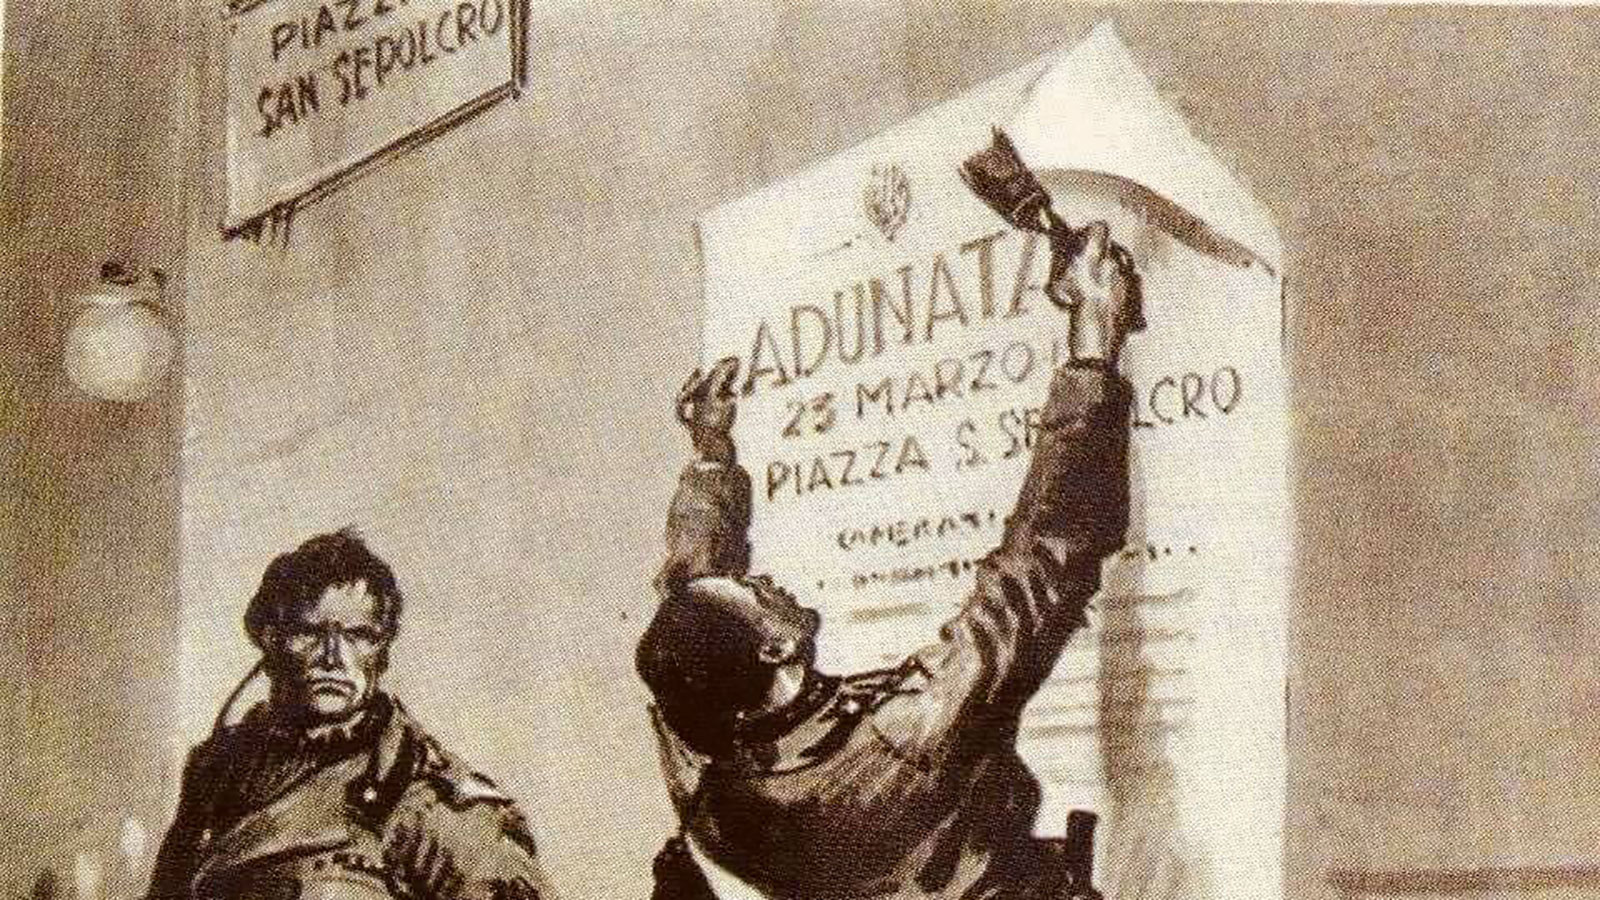 PIAZZA
SAN SEPOLCRO
ADUNATA
23 MARZO
PIAZZA S. SEPOLCRO